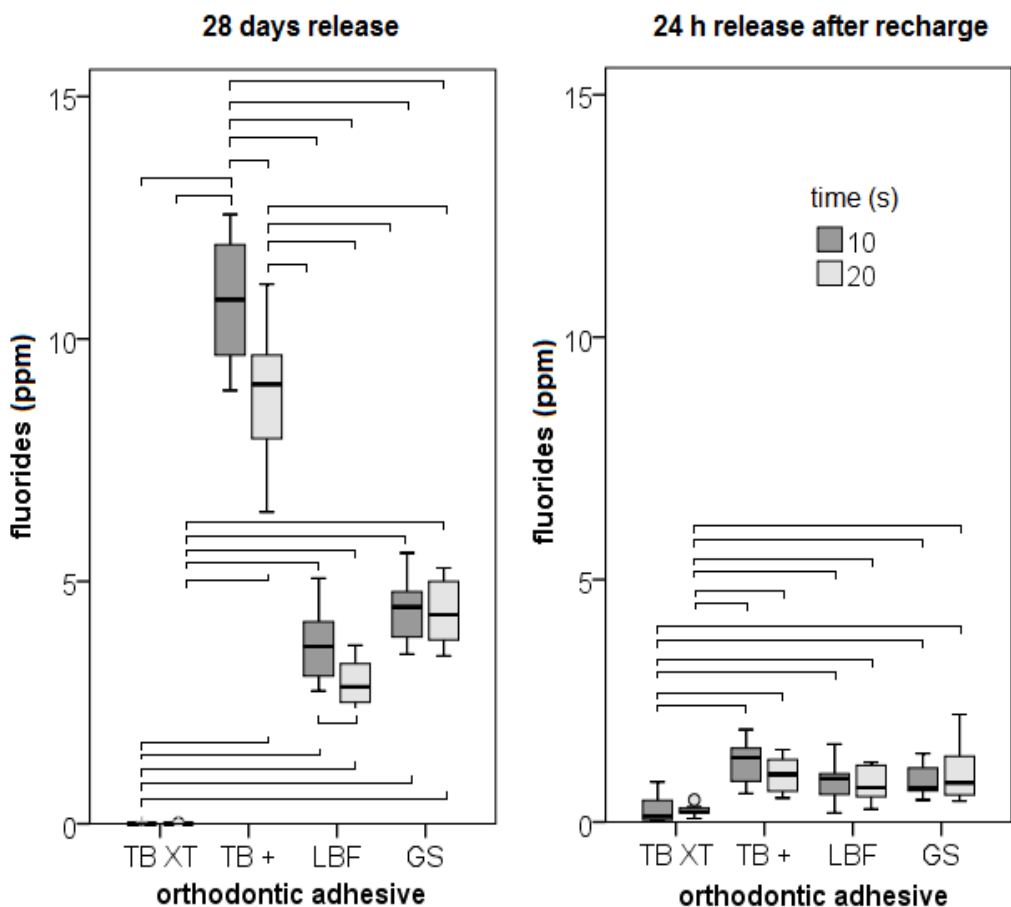 28 days release
15
10
5
0
fluorides (ppm)
TB XT TB + LBF GS
orthodontic adhesive
24 h release after recharge
time (s)
10
20
15
10
5
0
fluorides (ppm)
TB XT TB + LBF GS
orthodontic adhesive